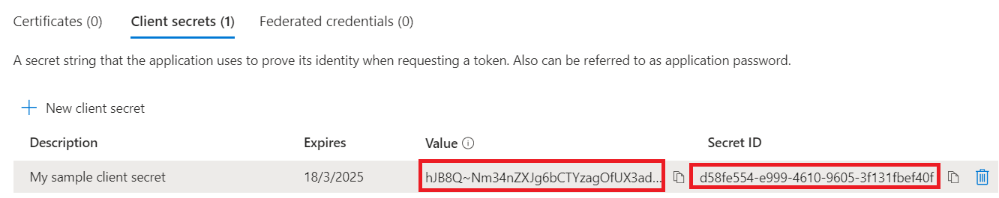 Certificates (0) Client secrets (1) Federated credentials (0)
A secret string that the application uses to prove its identity when requesting a token. Also can be referred to as application password.
New client secret
Description Expires Value Secret ID
My sample client secret 18/3/2025 hJB8Q~Nm34nZXJg6bCTYzagOfUX3ad... d58fe554-e999-4610-9605-3f131fbef40f